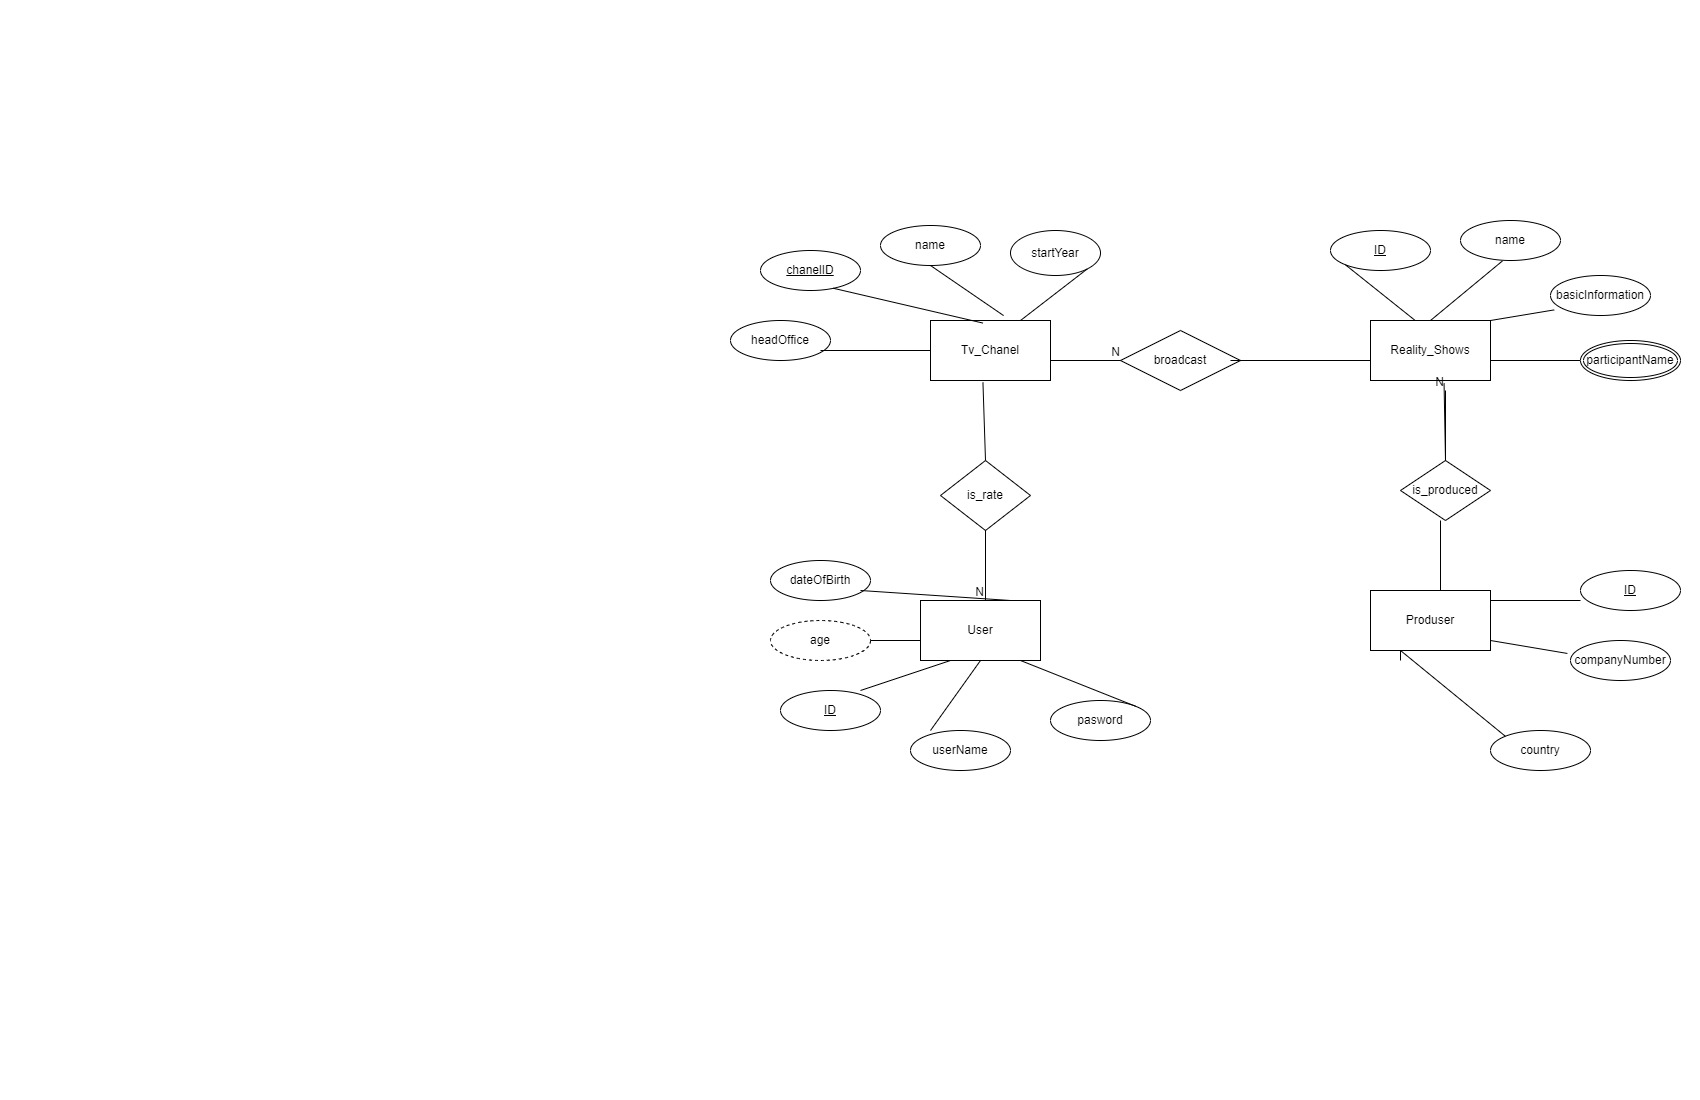 name
startYear
chanelID
headOffice
Tv_Chanel
N
broadcast
ID
name
basicInformation
Reality_Shows
participantName
N
is_rate
is_produced
N
dateOfBirth
age
User
ID
userName
pasword
Produser
ID
companyNumber
country